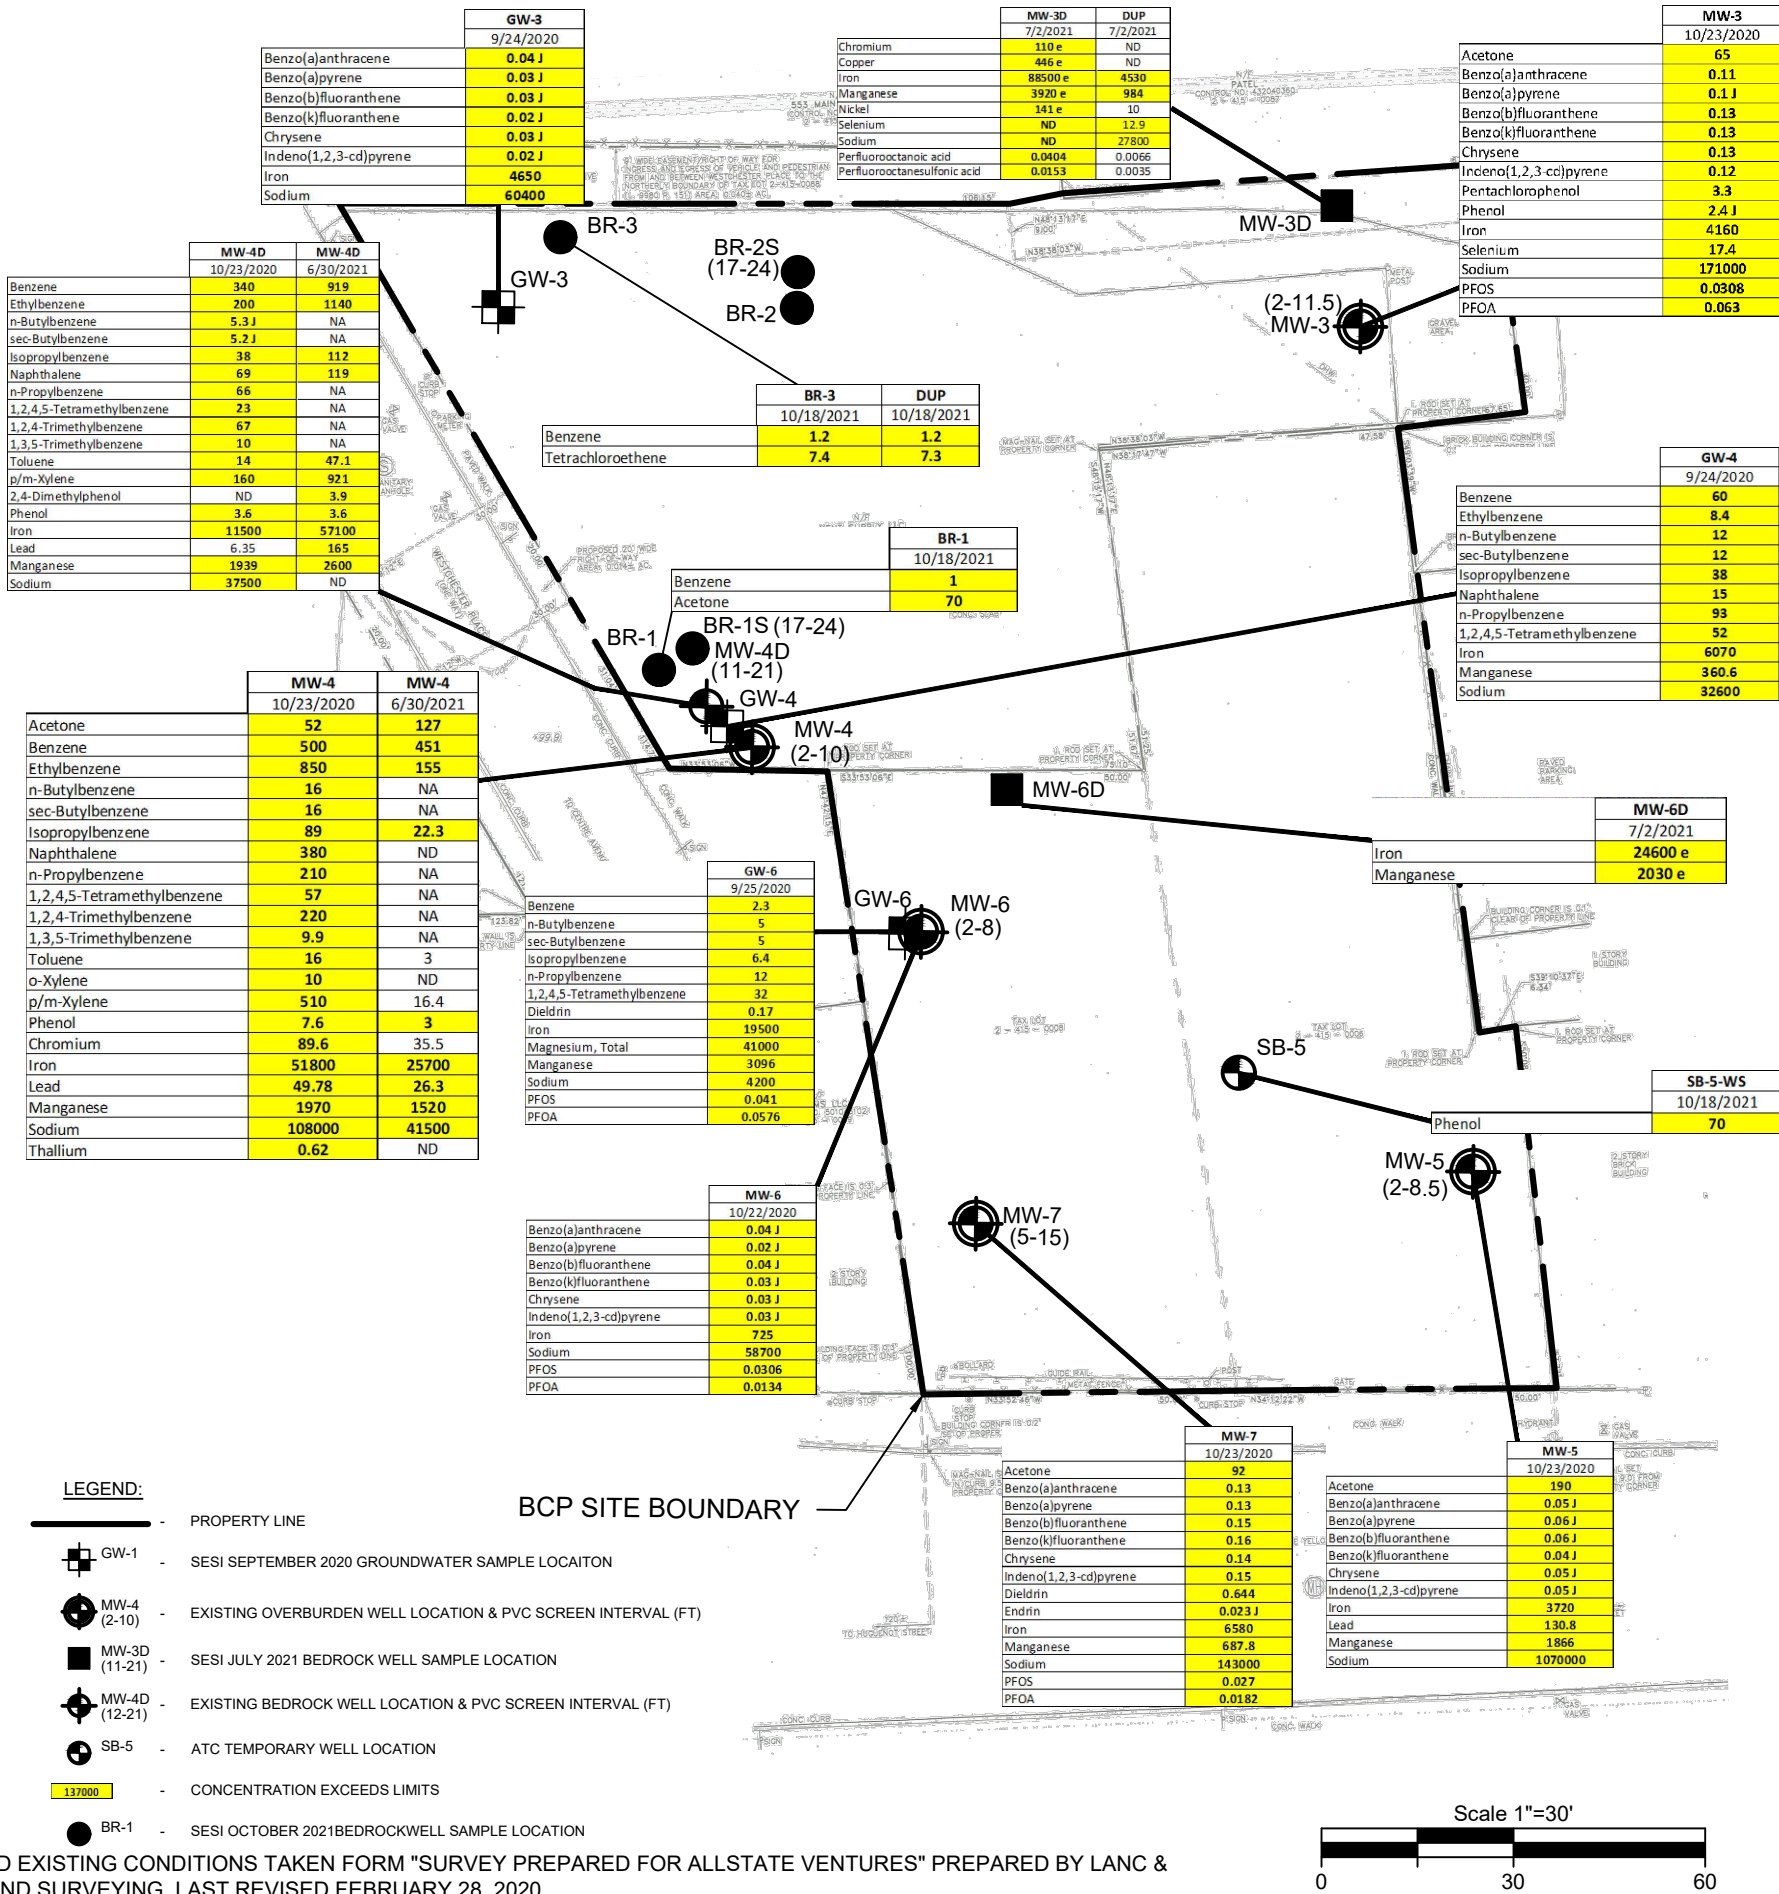 GW-3
9/24/2020
Benzo(a)anthracene 0.04 J
Benzo(a)pyrene 0.03 J
Benzo(b)fluoranthene 0.03 J
Benzo(k)fluoranthene 0.02 J
Chrysene 0.03 J
Indeno(1,2,3-cd)pyrene 0.02 J
Iron 4650
Sodium 60400
MW-3D DUP
7/2/2021 7/2/2021
Chromium 110 e ND
Copper 446 e ND
Iron 88500 e 4530
Manganese 3920 e 984
Nickel 141 e 10
Selenium ND 12.9
Sodium ND 27800
Perfluorooctanoic acid 0.0404 0.0066
Perfluorooctanesulfonic acid 0.0153 0.0035
MW-3
10/23/2020
Acetone 65
Benzo(a)anthracene 0.11
Benzo(a)pyrene 0.1 J
Benzo(b)fluoranthene 0.13
Benzo(k)fluoranthene 0.13
Chrysene 0.13
Indeno(1,2,3-cd)pyrene 0.12
Pentachlorophenol 3.3
Phenol 2.4 J
Iron 4160
Selenium 17.4
Sodium 171000
PFOS 0.0308
PFOA 0.063
MW-4D MW-4D
10/23/2020 6/30/2021
Benzene 340 919
Ethylbenzene 200 1140
n-Butylbenzene 5.3 J NA
sec-Butylbenzene 5.2 J NA
Isopropylbenzene 38 112
Naphthalene 69 119
n-Propylbenzene 66 NA
1,2,4,5-Tetramethylbenzene 23 NA
1,2,4-Trimethylbenzene 67 NA
1,3,5-Trimethylbenzene 10 NA
Toluene 14 47.1
p/m-Xylene 160 921
2,4-Dimethylphenol ND 3.9
Phenol 3.6 3.6
Iron 11500 57100
Lead 6.35 165
Manganese 1939 2600
Sodium 37500 ND
BR-3
BR-2S
(17-24)
GW-3
BR-2
MW-3D
(2-11.5)
MW-3
BR-3 DUP
10/18/2021 10/18/2021
Benzene 1.2 1.2
Tetrachloroethene 7.4 7.3
BR-1
10/18/2021
Benzene 1
Acetone 70
GW-4
9/24/2020
Benzene 60
Ethylbenzene 8.4
n-Butylbenzene 12
sec-Butylbenzene 12
Isopropylbenzene 38
Naphthalene 15
n-Propylbenzene 93
1,2,4,5-Tetramethylbenzene 52
Iron 6070
Manganese 360.6
Sodium 32600
BR-1
BR-1S (17-24)
MW-4D
(11-21)
GW-4
MW-4
(2-10)
MW-6D
MW-4 MW-4
10/23/2020 6/30/2021
Acetone 52 127
Benzene 500 451
Ethylbenzene 850 155
n-Butylbenzene 16 NA
sec-Butylbenzene 16 NA
Isopropylbenzene 89 22.3
Naphthalene 380 ND
n-Propylbenzene 210 NA
1,2,4,5-Tetramethylbenzene 57 NA
1,2,4-Trimethylbenzene 220 NA
1,3,5-Trimethylbenzene 9.9 NA
Toluene 16 3
o-Xylene 10 ND
p/m-Xylene 510 16.4
Phenol 7.6 3
Chromium 89.6 35.5
Iron 51800 25700
Lead 49.78 26.3
Manganese 1970 1520
Sodium 108000 41500
Thallium 0.62 ND
MW-6D
7/2/2021
Iron 24600 e
Manganese 2030 e
GW-6
9/25/2020
Benzene 2.3
n-Butylbenzene 5
sec-Butylbenzene 5
Isopropylbenzene 6.4
n-Propylbenzene 12
1,2,4,5-Tetramethylbenzene 32
Dieldrin 0.17
Iron 19500
Magnesium, Total 41000
Manganese 3096
Sodium 4200
PFOS 0.041
PFOA 0.0576
GW-6
MW-6
(2-8)
SB-5
SB-5-WS
10/18/2021
Phenol 70
MW-5
(2-8.5)
MW-7
(5-15)
MW-6
10/22/2020
Benzo(a)anthracene 0.04 J
Benzo(a)pyrene 0.02 J
Benzo(b)fluoranthene 0.04 J
Benzo(k)fluoranthene 0.03 J
Chrysene 0.03 J
Indeno(1,2,3-cd)pyrene 0.03 J
Iron 725
Sodium 58700
PFOS 0.0306
PFOA 0.0134
MW-7
10/23/2020
Acetone 92
Benzo(a)anthracene 0.13
Benzo(a)pyrene 0.13
Benzo(b)fluoranthene 0.15
Benzo(k)fluoranthene 0.16
Chrysene 0.14
Indeno(1,2,3-cd)pyrene 0.15
Dieldrin 0.644
Endrin 0.023 J
Iron 6580
Manganese 687.8
Sodium 143000
PFOS 0.027
PFOA 0.0182
MW-5
10/23/2020
Acetone 190
Benzo(a)anthracene 0.05 J
Benzo(a)pyrene 0.06 J
Benzo(b)fluoranthene 0.06 J
Benzo(k)fluoranthene 0.04 J
Chrysene 0.05 J
Indeno(1,2,3-cd)pyrene 0.05 J
Iron 3720
Lead 130.8
Manganese 1866
Sodium 1070000
BCP SITE BOUNDARY
LEGEND:
- PROPERTY LINE
GW-1 - SESI SEPTEMBER 2020 GROUNDWATER SAMPLE LOCAITON
MW-4
(2-10) - EXISTING OVERBURDEN WELL LOCATION & PVC SCREEN INTERVAL (FT)
MW-3D
(11-21) - SESI JULY 2021 BEDROCK WELL SAMPLE LOCATION
MW-4D
(12-21) - EXISTING BEDROCK WELL LOCATION & PVC SCREEN INTERVAL (FT)
SB-5 - ATC TEMPORARY WELL LOCATION
137000 - CONCENTRATION EXCEEDS LIMITS
BR-1 - SESI OCTOBER 2021BEDROCKWELL SAMPLE LOCATION
Scale 1"=30'
0 30 60
D EXISTING CONDITIONS TAKEN FORM "SURVEY PREPARED FOR ALLSTATE VENTURES" PREPARED BY LANC &
ND SURVEYING, LAST REVISED FEBRUARY 28, 2020